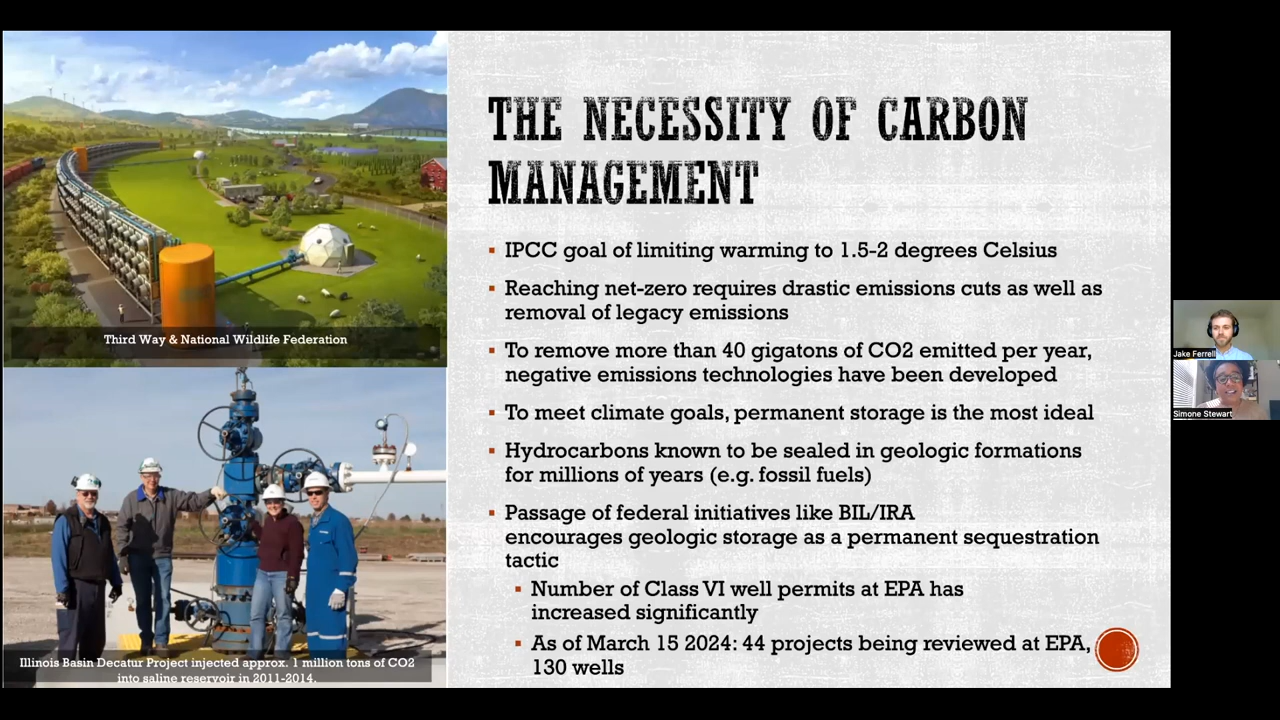 THE NECESSITY OF CARBON
MANAGEMENT
▪ IPCC goal of limiting warming to 1.5-2 degrees Celsius
▪ Reaching net-zero requires drastic emissions cuts as well as
removal of legacy emissions
▪ To remove more than 40 gigatons of CO2 emitted per year,
negative emissions technologies have been developed
▪ To meet climate goals, permanent storage is the most ideal
▪ Hydrocarbons known to be sealed in geologic formations
for millions of years (e.g. fossil fuels)
▪ Passage of federal initiatives like BIL/IRA
encourages geologic storage as a permanent sequestration
tactic
▪ Number of Class VI well permits at EPA has
increased significantly
▪ As of March 15 2024: 44 projects being reviewed at EPA,
130 wells
Third Way & National Wildlife Federation
Illinois Basin Decatur Project injected approx. 1 million tons of CO2
into saline reservoir in 2011-2014.
Jake Ferrell
Simone Stewart